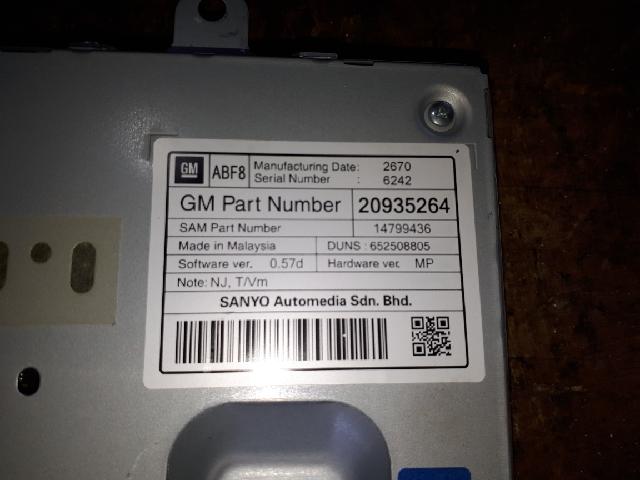 GM ABF8 Manufacturing Date: 2670
Serial Number : 6242
GM Part Number 20935264
SAM Part Number 14799436
Made in Malaysia DUNS : 652508805
Software ver. 0.57d Hardware ver. MP
Note: NJ, T/Vm
SANYO Automedia Sdn. Bhd.